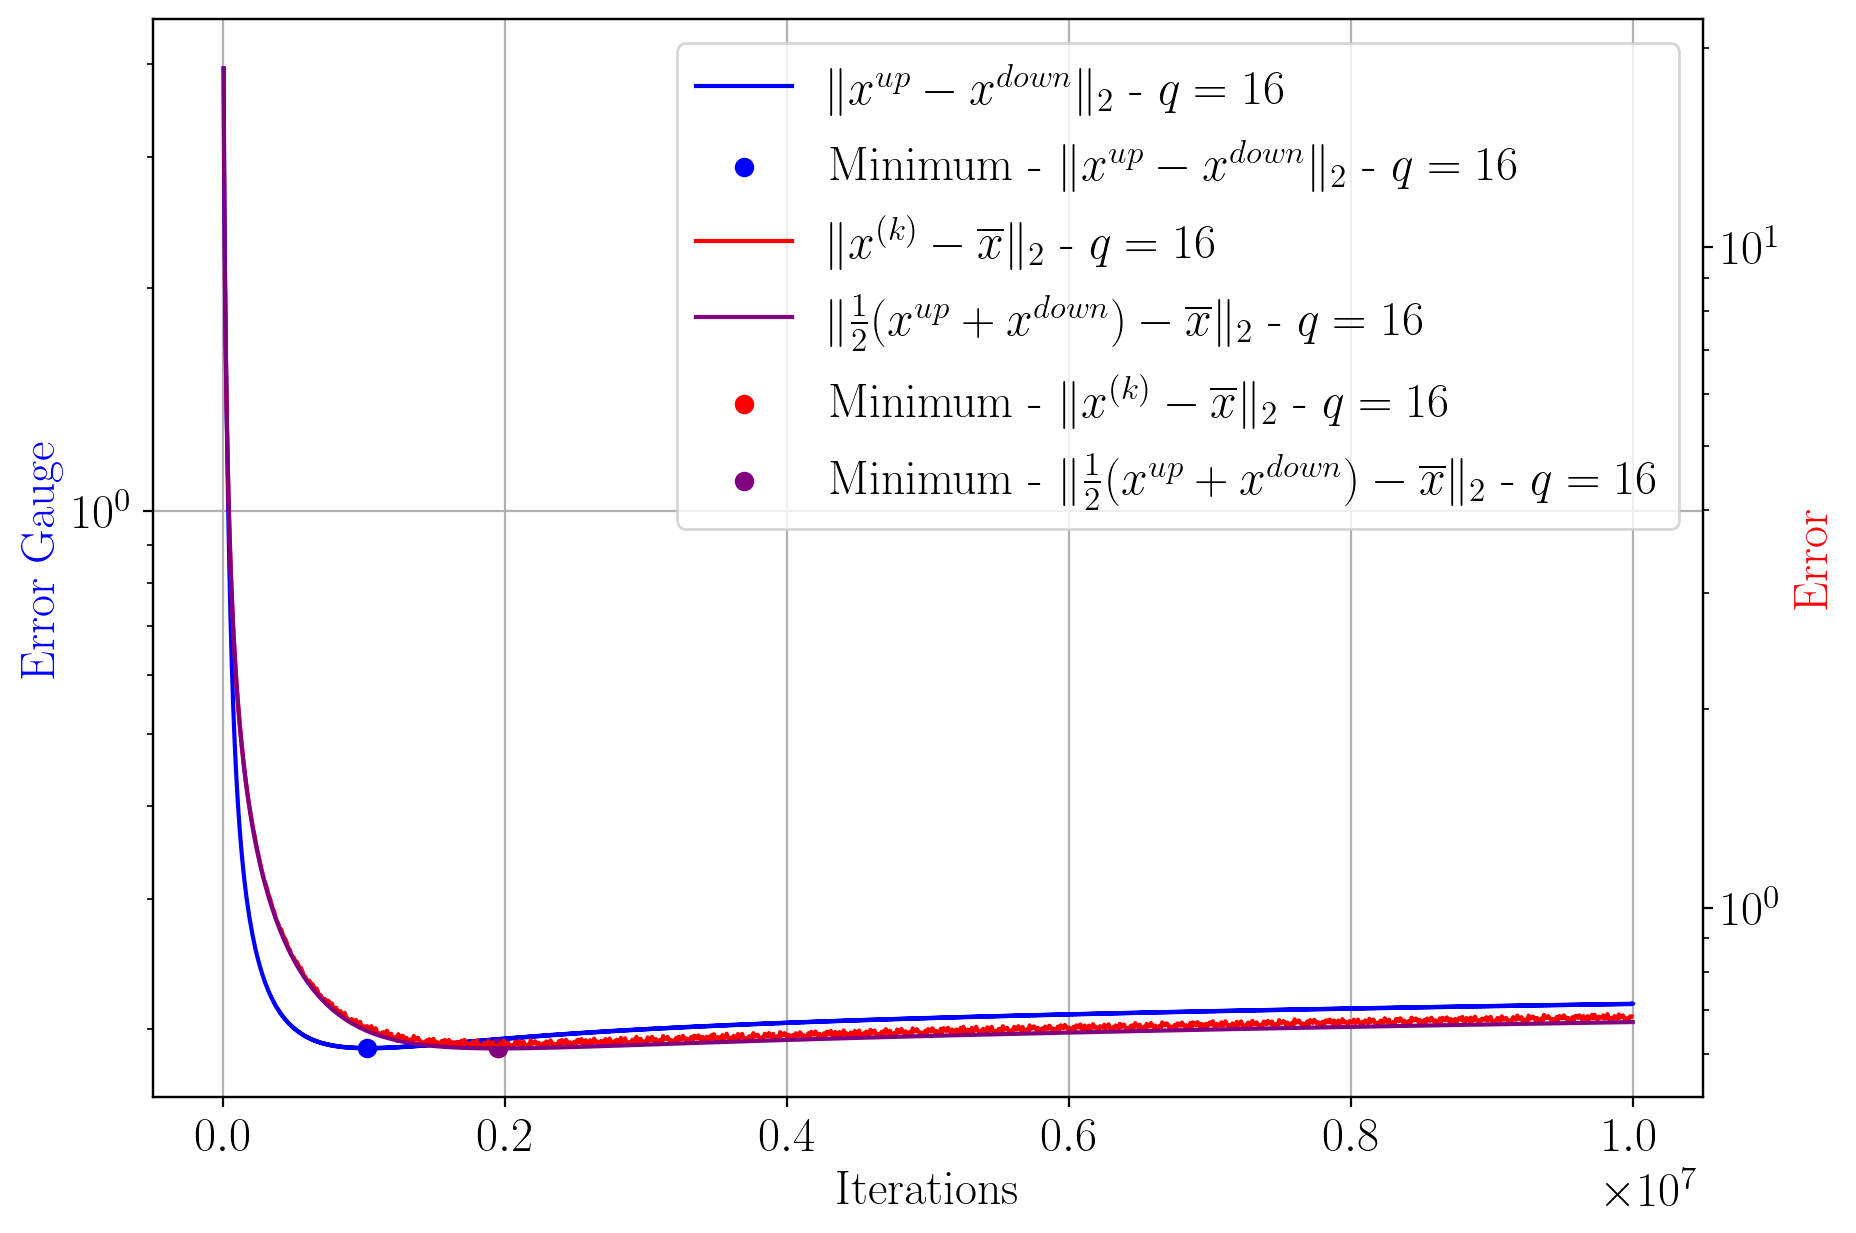 ‖x^{up} − x^{down}‖₂ - q = 16
Minimum - ‖x^{up} − x^{down}‖₂ - q = 16
‖x^{(k)} − x̅‖₂ - q = 16
‖½(x^{up} + x^{down}) − x̅‖₂ - q = 16
Minimum - ‖x^{(k)} − x̅‖₂ - q = 16
Minimum - ‖½(x^{up} + x^{down}) − x̅‖₂ - q = 16
Error Gauge
10⁰
10¹
10⁰
Error
0.0 0.2 0.4 0.6 0.8 1.0
Iterations
×10⁷